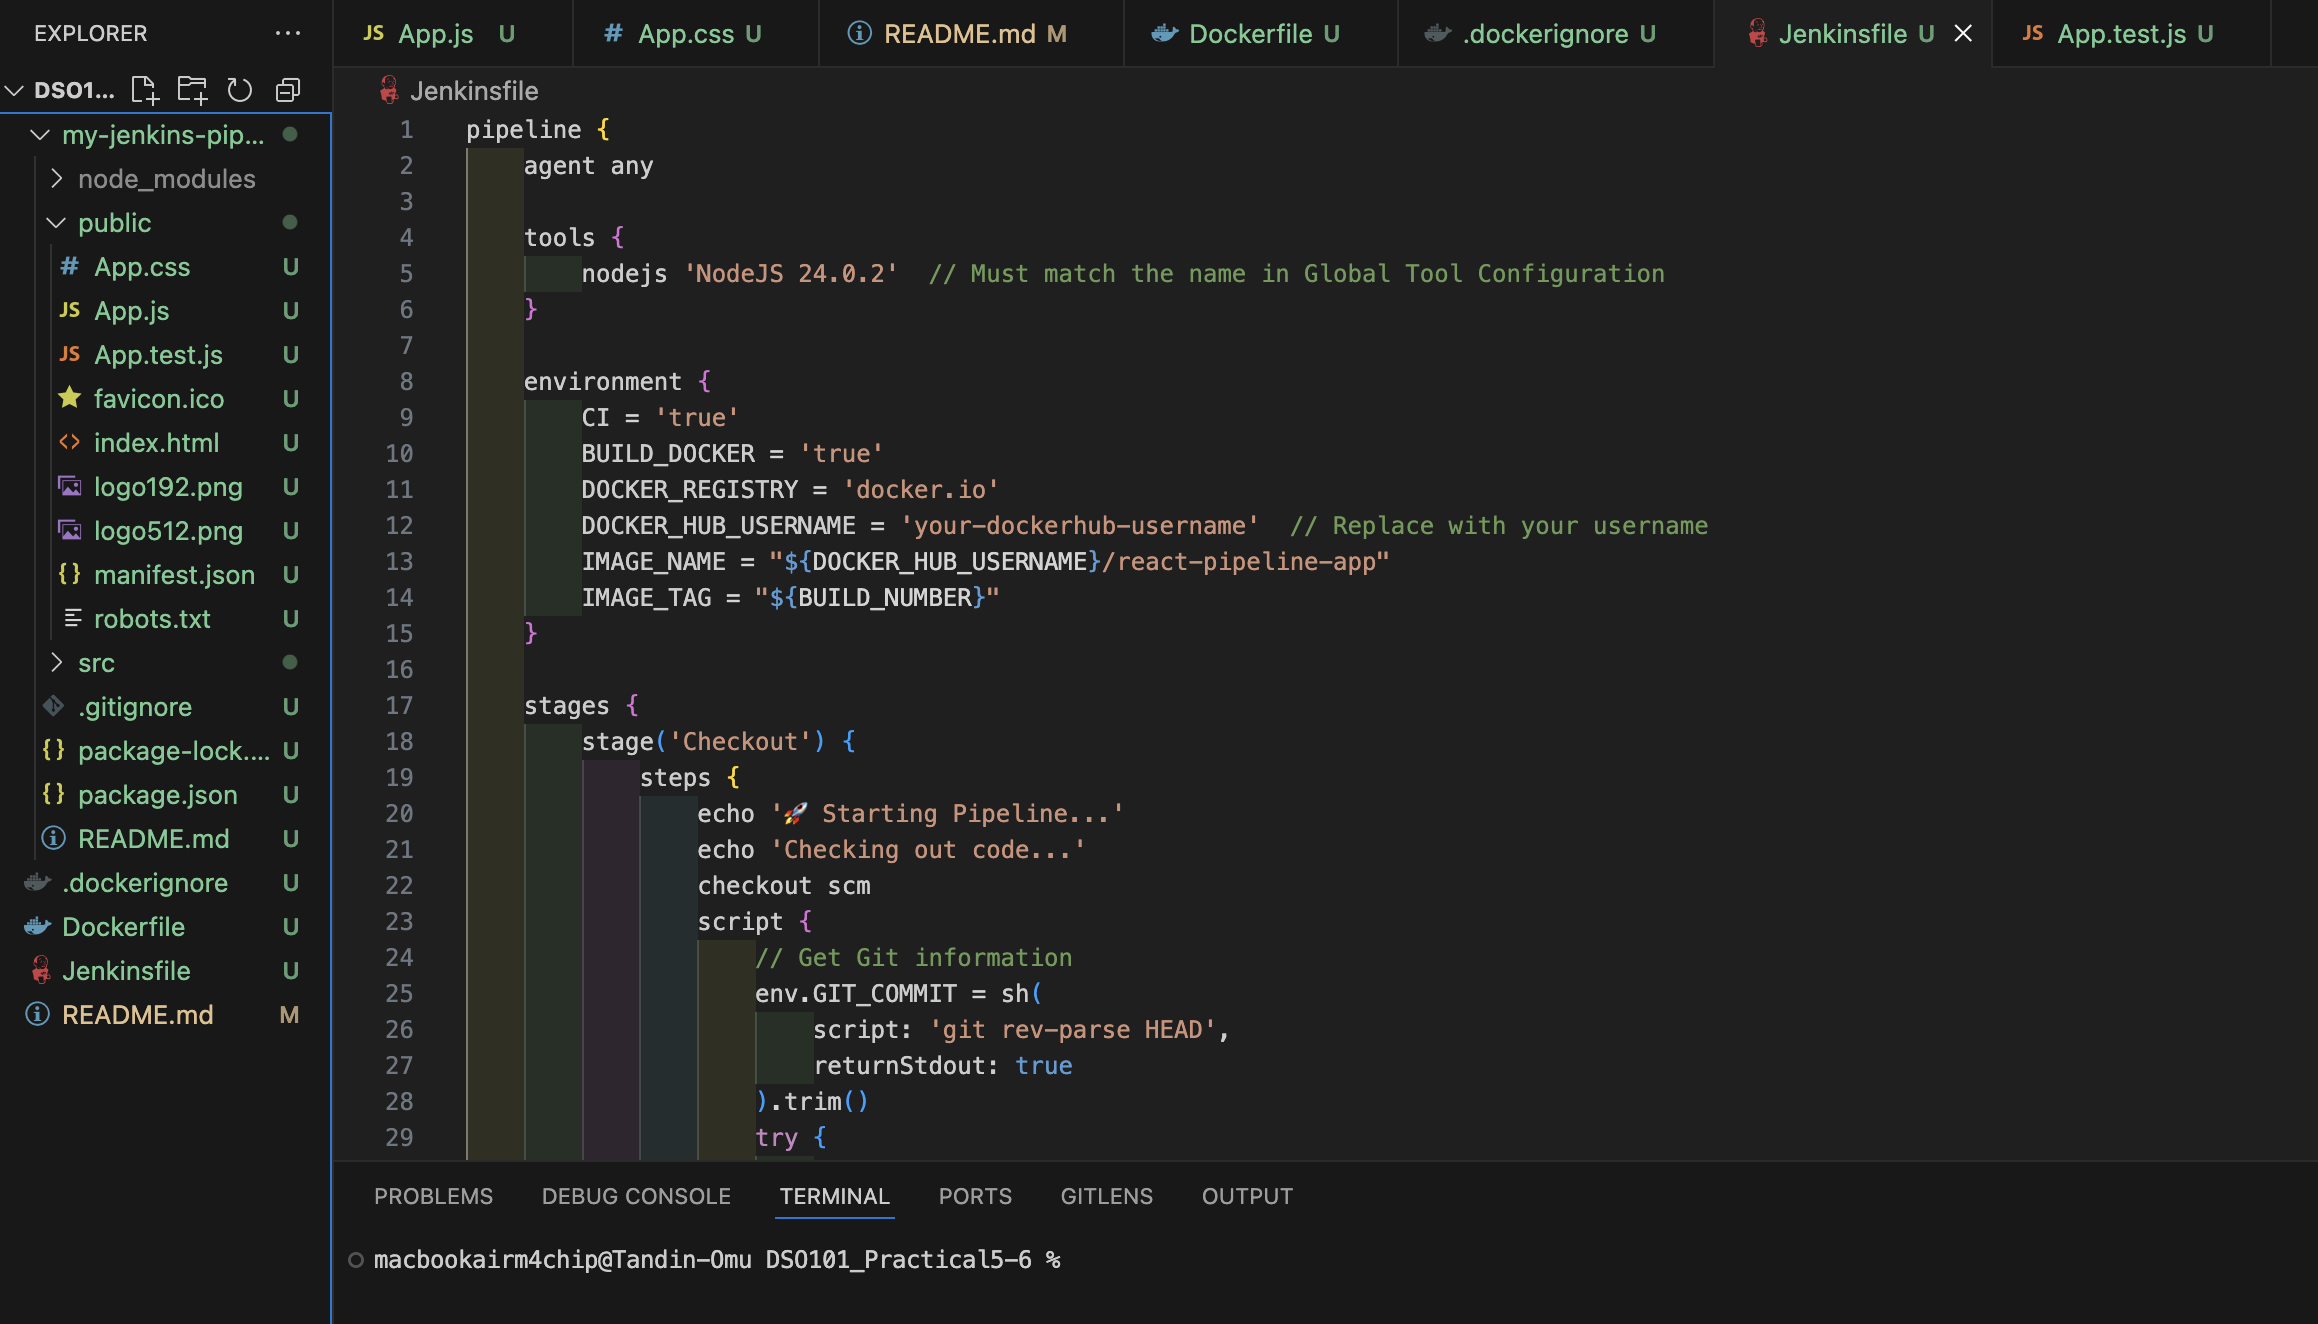 EXPLORER
DSO1...
my-jenkins-pip...
node_modules
public
# App.css U
JS App.js U
JS App.test.js U
favicon.ico U
<> index.html U
logo192.png U
logo512.png U
{} manifest.json U
robots.txt U
src
.gitignore U
{} package-lock.... U
{} package.json U
README.md U
.dockerignore U
Dockerfile U
Jenkinsfile U
README.md M
JS App.js U
# App.css U
README.md M
Dockerfile U
.dockerignore U
Jenkinsfile U
JS App.test.js U
Jenkinsfile
1 pipeline {
2 agent any
3
4 tools {
5 nodejs 'NodeJS 24.0.2' // Must match the name in Global Tool Configuration
6 }
7
8 environment {
9 CI = 'true'
10 BUILD_DOCKER = 'true'
11 DOCKER_REGISTRY = 'docker.io'
12 DOCKER_HUB_USERNAME = 'your-dockerhub-username' // Replace with your username
13 IMAGE_NAME = "${DOCKER_HUB_USERNAME}/react-pipeline-app"
14 IMAGE_TAG = "${BUILD_NUMBER}"
15 }
16
17 stages {
18 stage('Checkout') {
19 steps {
20 echo '🚀 Starting Pipeline...'
21 echo 'Checking out code...'
22 checkout scm
23 script {
24 // Get Git information
25 env.GIT_COMMIT = sh(
26 script: 'git rev-parse HEAD',
27 returnStdout: true
28 ).trim()
29 try {
PROBLEMS DEBUG CONSOLE TERMINAL PORTS GITLENS OUTPUT
macbookairm4chip@Tandin-Omu DSO101_Practical5-6 %